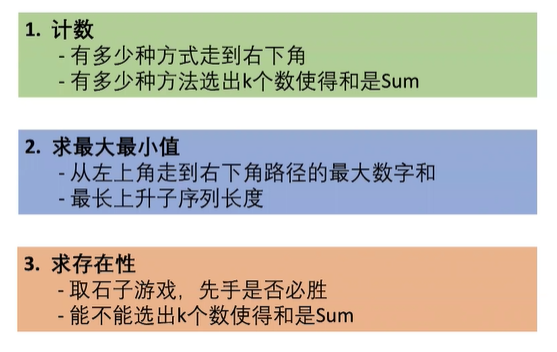 1. 计数
- 有多少种方式走到右下角
- 有多少种方法选出k个数使得和是Sum
2. 求最大最小值
- 从左上角走到右下角路径的最大数字和
- 最长上升子序列长度
3. 求存在性
- 取石子游戏，先手是否必胜
- 能不能选出k个数使得和是Sum